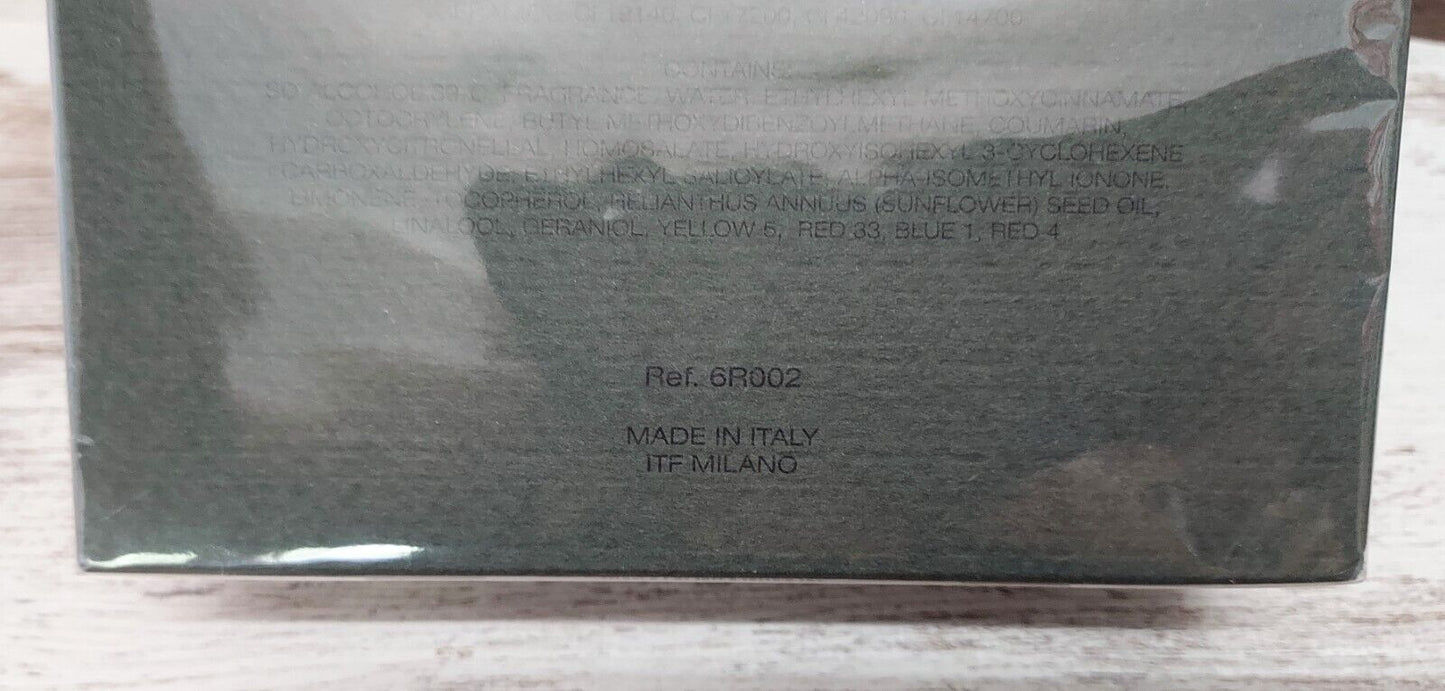 CI 19140,
CONTAINS:
SD ALCOHOL 39-C, FRAGRANCE, WATER, ETHYLHEXYL METHOXYCINNAMATE,
OCTOCRYLENE, BUTYL METHOXYDIBENZOYLMETHANE, COUMARIN,
HYDROXYCITRONELLAL, HOMOSALATE, HYDROXYISOHEXYL 3-CYCLOHEXENE
CARBOXALDEHYDE, ETHYLHEXYL SALICYLATE, ALPHA-ISOMETHYL IONONE,
LIMONENE, TOCOPHEROL, HELIANTHUS ANNUUS (SUNFLOWER) SEED OIL,
LINALOOL, GERANIOL, YELLOW 5, RED 33, BLUE 1, RED 4
Ref. 6R002
MADE IN ITALY
ITF MILANO